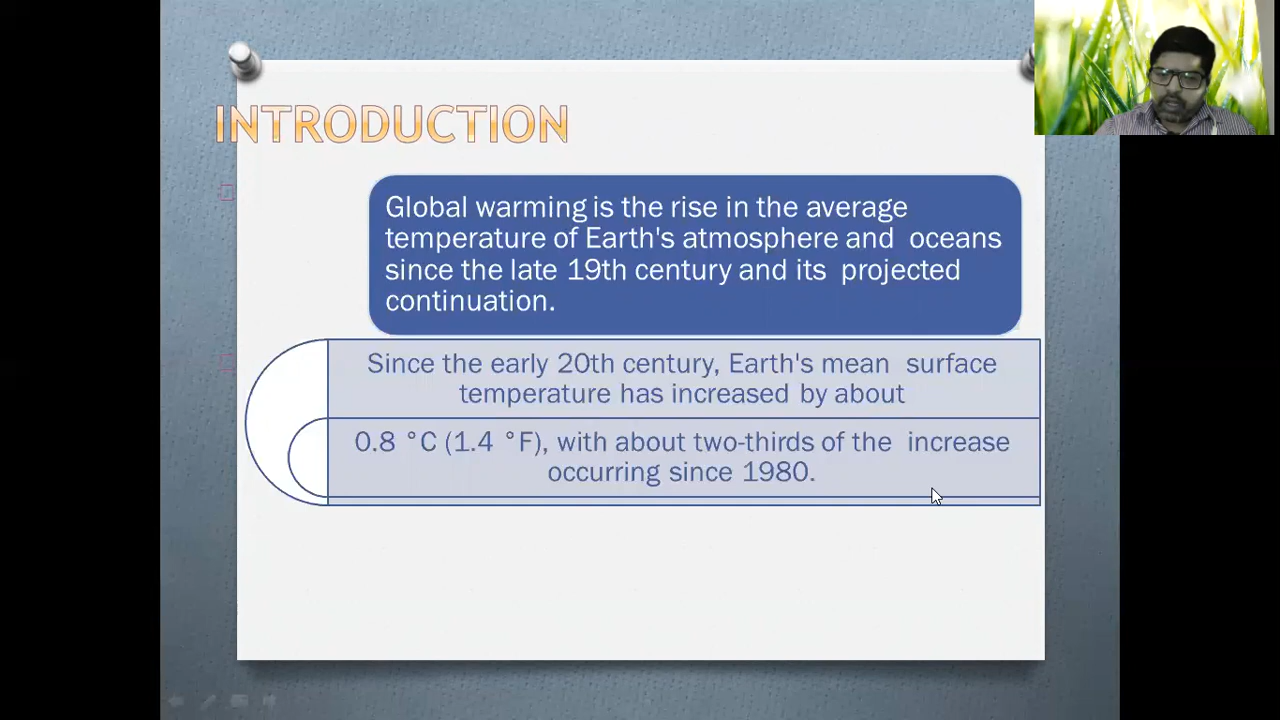 INTRODUCTION
Global warming is the rise in the average
temperature of Earth's atmosphere and oceans
since the late 19th century and its projected
continuation.
Since the early 20th century, Earth's mean surface
temperature has increased by about
0.8 °C (1.4 °F), with about two-thirds of the increase
occurring since 1980.